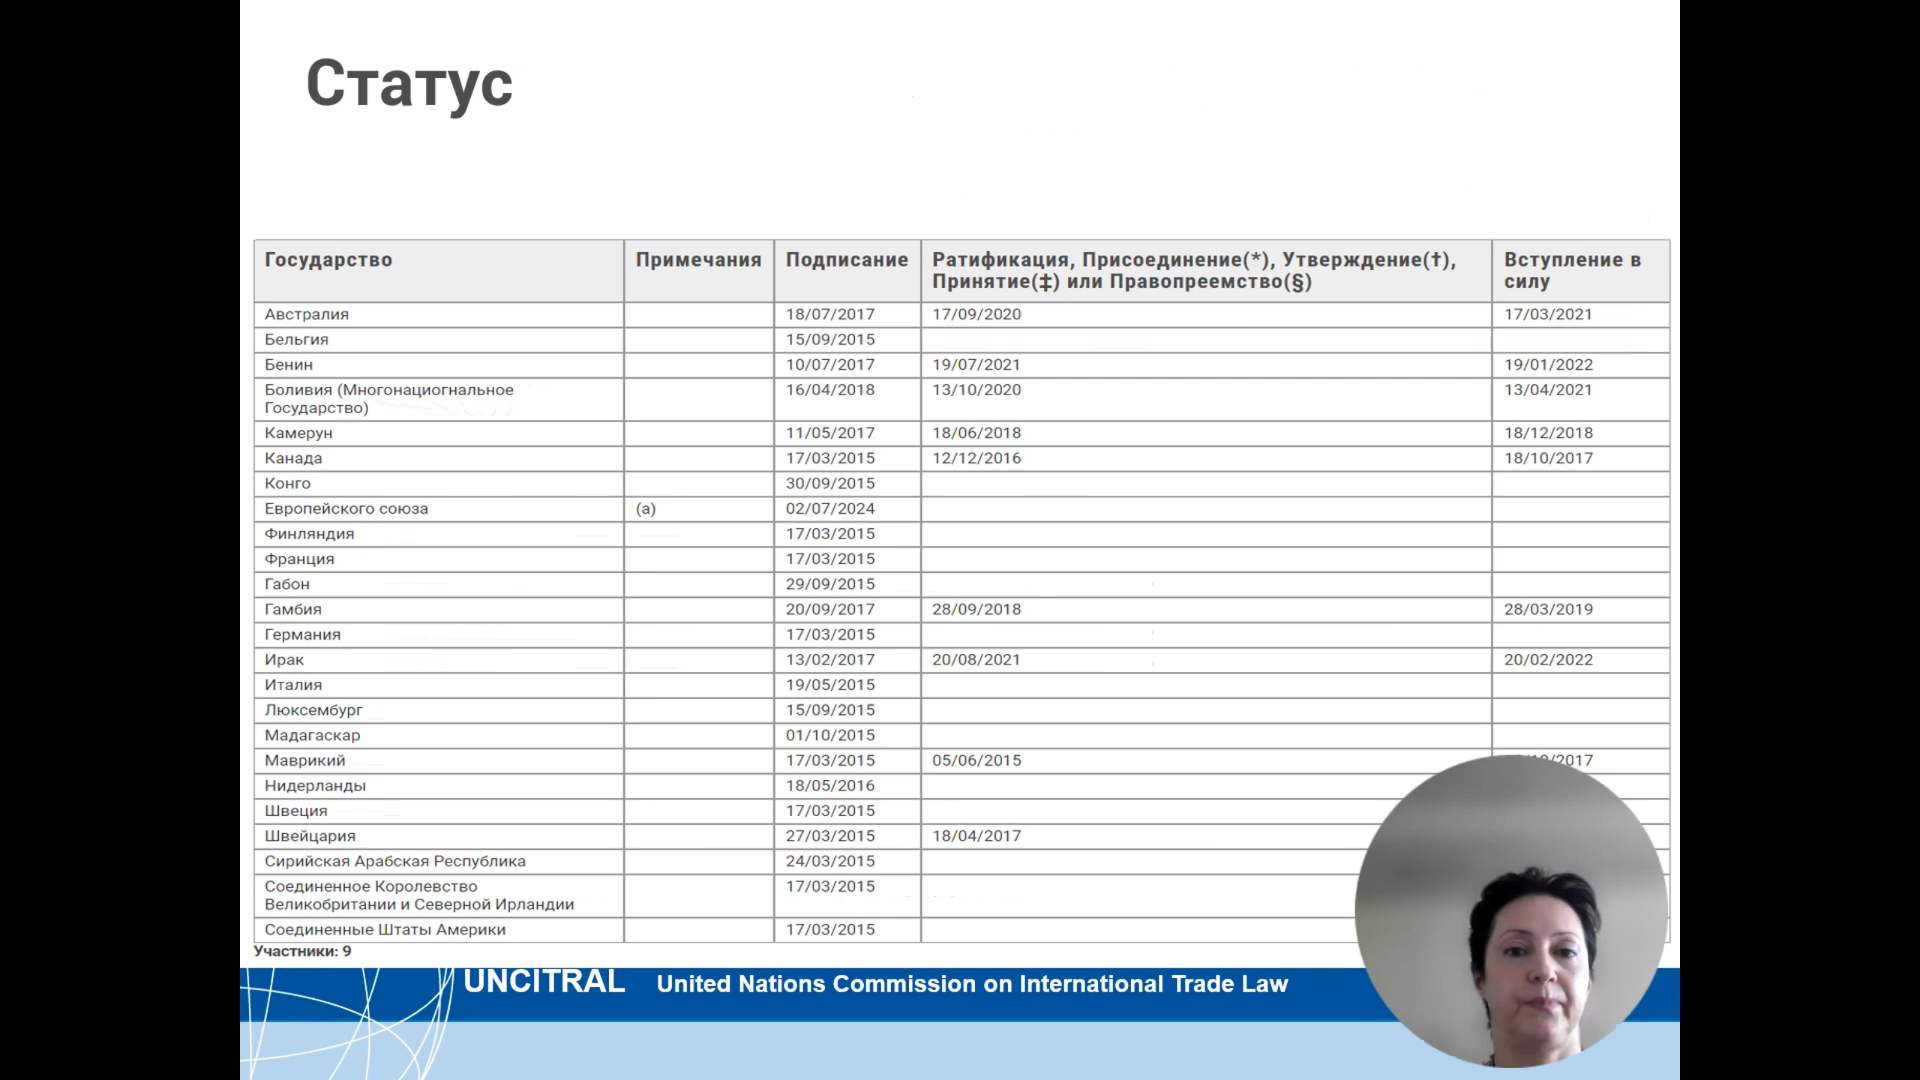 Статус
Государство Примечания Подписание Ратификация, Присоединение(*), Утверждение(†), Вступление в
Принятие(‡) или Правопреемство(§) силу
Австралия 18/07/2017 17/09/2020 17/03/2021
Бельгия 15/09/2015
Бенин 10/07/2017 19/07/2021 19/01/2022
Боливия (Многонациогнальное 16/04/2018 13/10/2020 13/04/2021
Государство)
Камерун 11/05/2017 18/06/2018 18/12/2018
Канада 17/03/2015 12/12/2016 18/10/2017
Конго 30/09/2015
Европейского союза (a) 02/07/2024
Финляндия 17/03/2015
Франция 17/03/2015
Габон 29/09/2015
Гамбия 20/09/2017 28/09/2018 28/03/2019
Германия 17/03/2015
Ирак 13/02/2017 20/08/2021 20/02/2022
Италия 19/05/2015
Люксембург 15/09/2015
Мадагаскар 01/10/2015
Маврикий 17/03/2015 05/06/2015
Нидерланды 18/05/2016
Швеция 17/03/2015
Швейцария 27/03/2015 18/04/2017
Сирийская Арабская Республика 24/03/2015
Соединенное Королевство 17/03/2015
Великобритании и Северной Ирландии
Соединенные Штаты Америки 17/03/2015
Участники: 9
UNCITRAL United Nations Commission on International Trade Law